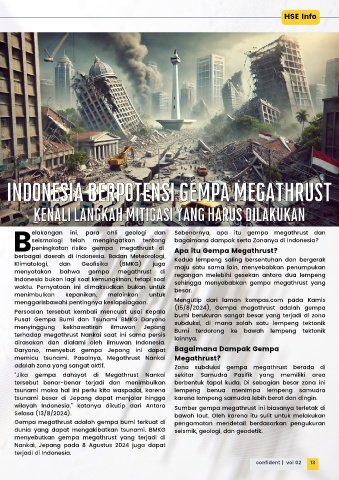 HSE Info
INDONESIA BERPOTENSI GEMPA MEGATHRUST
KENALI LANGKAH MITIGASI YANG HARUS DILAKUKAN
Belakangan ini, para ahli geologi dan
seismologi telah mengingatkan tentang
peningkatan risiko gempa megathrust di
berbagai daerah di Indonesia. Badan Meteorologi,
Klimatologi, dan Geofisika (BMKG) juga
menyatakan bahwa gempa megathrust di
Indonesia bukan lagi soal kemungkinan, tetapi soal
waktu. Pernyataan ini dimaksudkan bukan untuk
menimbulkan kepanikan, melainkan untuk
menggarisbawahi pentingnya kesiapsiagaan.
Persoalan tersebut kembali mencuat usai Kepala
Pusat Gempa Bumi dan Tsunami BMKG Daryono
menyinggung kekhawatiran ilmuwan Jepang
terhadap megathrust Nankai saat ini sama persis
dirasakan dan dialami oleh ilmuwan Indonesia.
Daryono, menyebut gempa Jepang ini dapat
memicu tsunami. Pasalnya, Megathrust Nankai
adalah zona yang sangat aktif.
"Jika gempa dahsyat di Megathrust Nankai
tersebut benar-benar terjadi dan menimbulkan
tsunami maka hal ini perlu kita waspadai, karena
tsunami besar di Jepang dapat menjalar hingga
wilayah Indonesia," katanya dikutip dari Antara
Selasa (13/8/2024).
Gempa megathrust adalah gempa bumi terkuat di
dunia yang dapat mengakibatkan tsunami. BMKG
menyebutkan gempa megathrust yang terjadi di
Nankai, Jepang pada 8 Agustus 2024 juga dapat
terjadi di Indonesia.
Sebenarnya, apa itu gempa megathrust dan
bagaimana dampak serta Zonanya di Indonesia?
Apa itu Gempa Megathrust?
Kedua lempeng saling bersentuhan dan bergerak
maju satu sama lain, menyebabkan penumpukan
regangan melebihi gesekan antara dua lempeng
sehingga menyebabkan gempa megathrust yang
besar.
Mengutip dari laman kompas.com pada Kamis
(15/8/2024), Gempa megathrust adalah gempa
Bumi berukuran sangat besar yang terjadi di zona
subduksi, di mana salah satu lempeng tektonik
Bumi terdorong ke bawah lempeng tektonik
lainnya.
Bagaimana Dampak Gempa
Megathrust?
Zona subduksi gempa megathrust berada di
sekitar Samudra Pasifik yang memiliki area
berbentuk tapal kuda. Di sebagian besar zona ini
lempeng benua menimpa lempeng samudra
karena lempeng samudra lebih berat dan dingin.
Sumber gempa megathrust ini biasanya terletak di
bawah laut. Oleh karena itu sulit untuk melakukan
pengamatan mendetail berdasarkan pengukuran
seismik, geologi, dan geodetik.
confident | vol 02 13